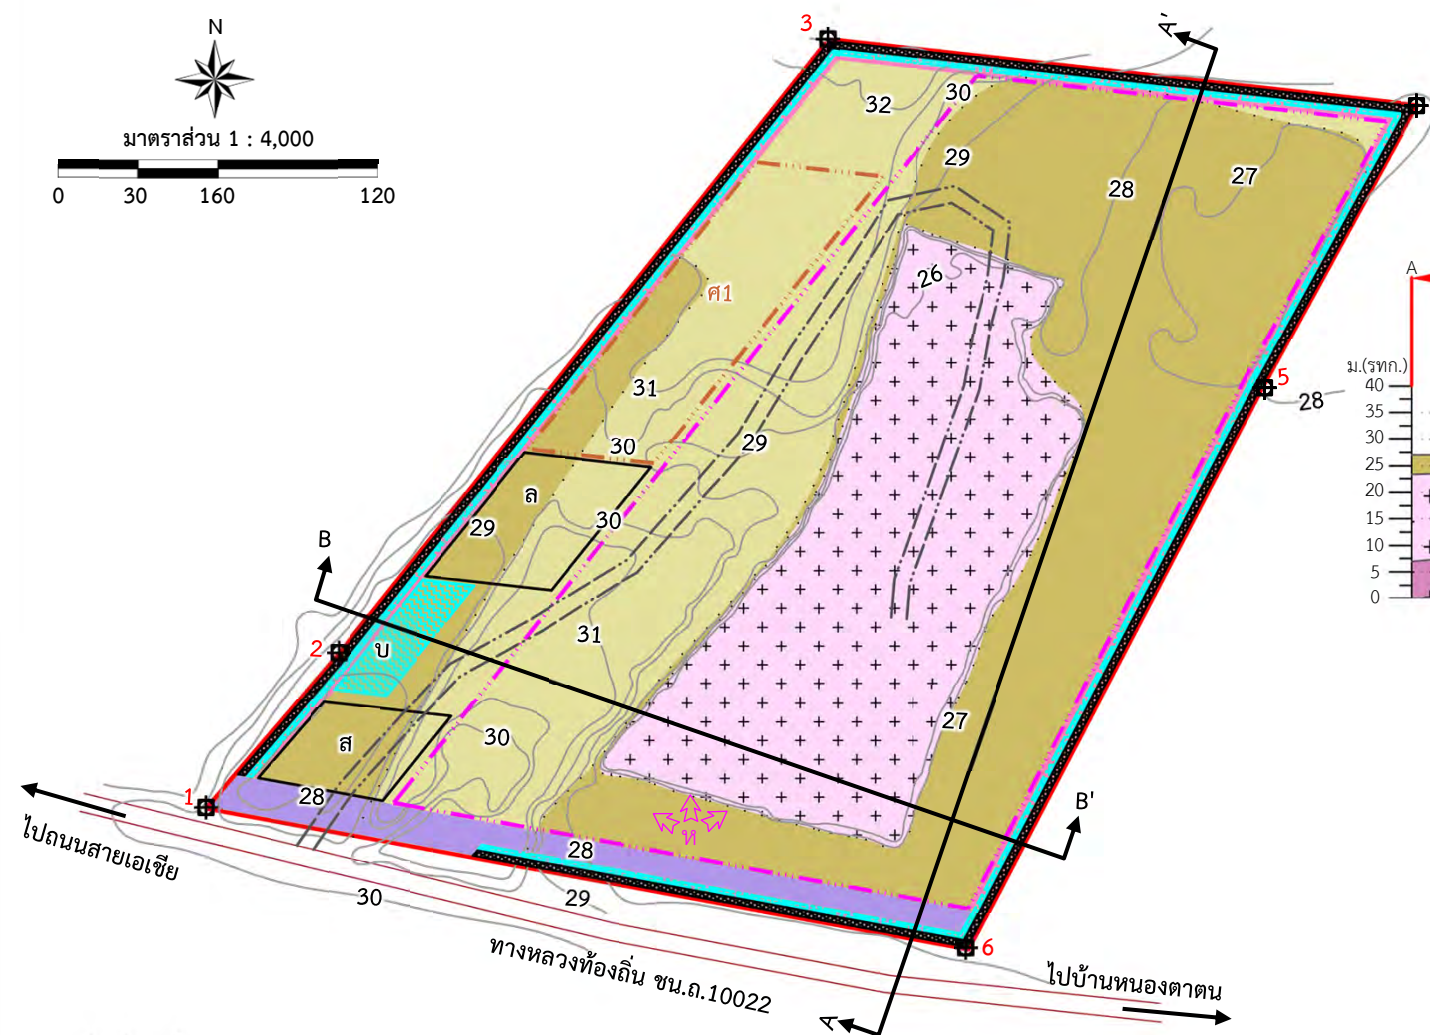 N
มาตราส่วน 1 : 4,000
0 30 160 120
3
A'
32
30
29
28
27
26
ศ1
A
ม.(รทก.)
40
35
30
25
20
15
10
5
0
5
28
31
30
29
ล
29
30
B
2
บ
31
27
30
ส
28
1
B'
ห
28
29
30
6
ไปถนนสายเอเชีย
ทางหลวงท้องถิ่น ชน.ถ.10022
ไปบ้านหนองตาตน
A